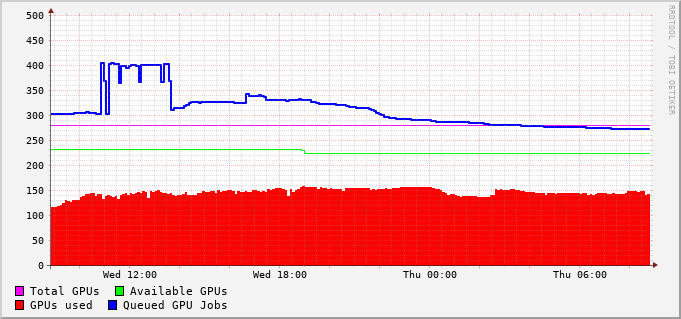 500
450
400
350
300
250
200
150
100
50
0
Wed 12:00 Wed 18:00 Thu 00:00 Thu 06:00
Total GPUs Available GPUs
GPUs used Queued GPU Jobs
RRDTOOL / TOBI OETIKER